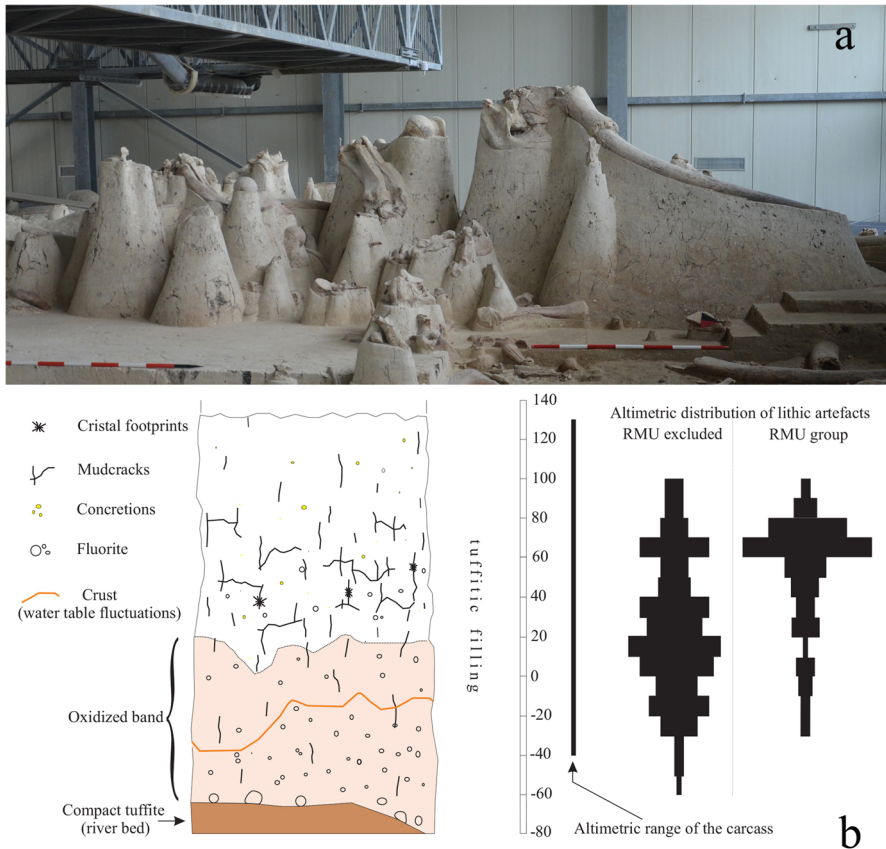 a
Cristal footprints
Mudcracks
Concretions
Fluorite
Crust
(water table fluctuations)
Oxidized band
Compact tuffite
(river bed)
tuffitic filling
140
120
100
80
60
40
20
0
-20
-40
-60
-80
Altimetric distribution of lithic artefacts
RMU excluded
RMU group
Altimetric range of the carcass
b